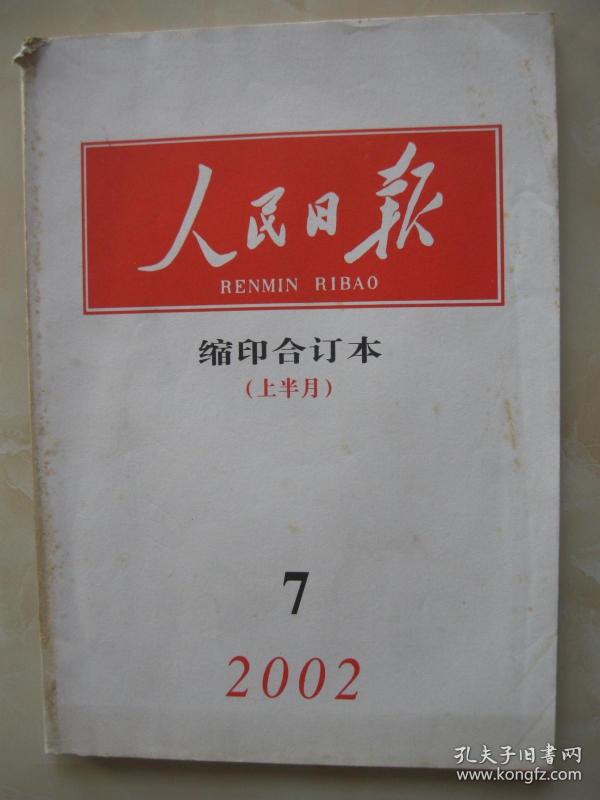 人民日报
RENMIN RIBAO
缩印合订本
(上半月)
7
2002
孔夫子旧書网
www.kongfz.com